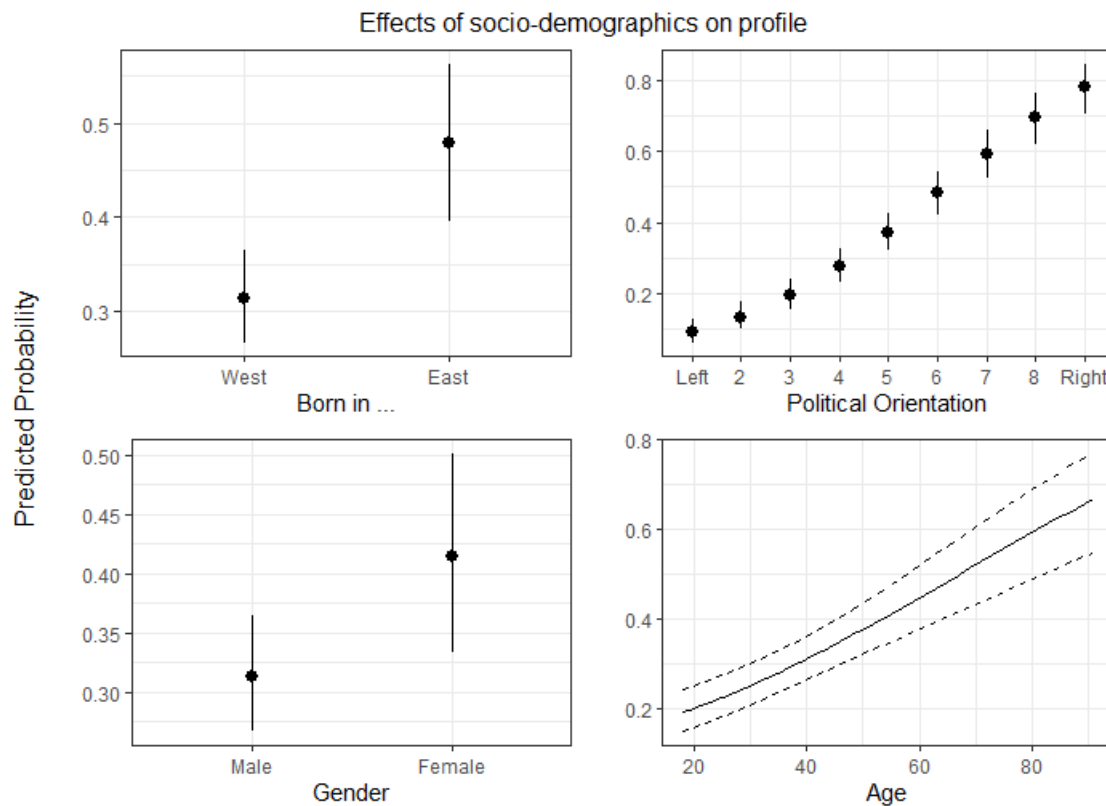 Effects of socio-demographics on profile
Predicted Probability
0.5
0.4
0.3
West East
Born in ...
0.8
0.6
0.4
0.2
Left 2 3 4 5 6 7 8 Right
Political Orientation
0.50
0.45
0.40
0.35
0.30
Male Female
Gender
0.8
0.6
0.4
0.2
20 40 60 80
Age